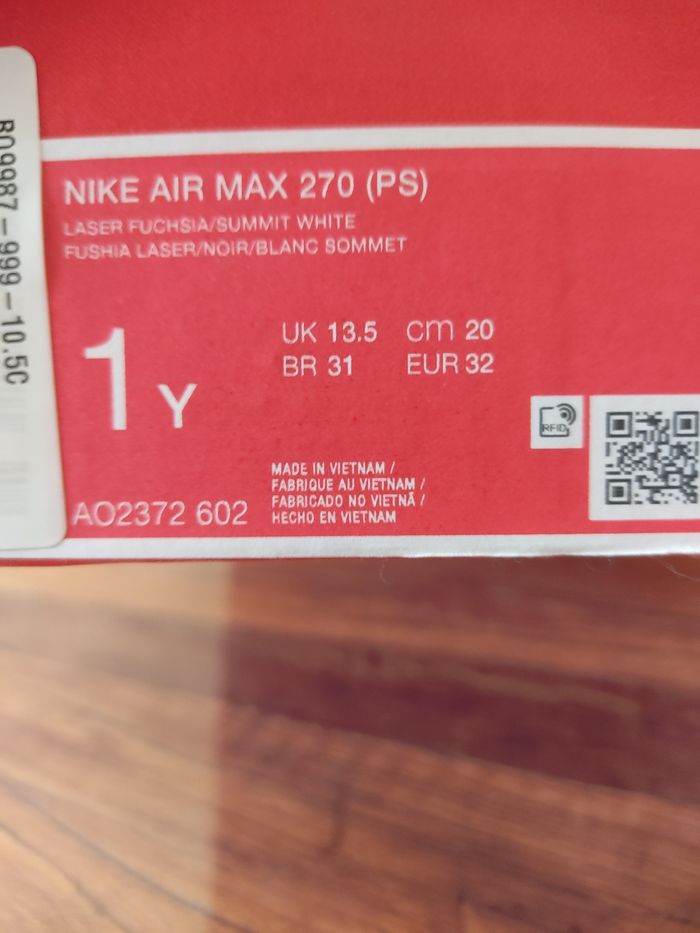 B09987-999-10.5C
NIKE AIR MAX 270 (PS)
LASER FUCHSIA/SUMMIT WHITE
FUSHIA LASER/NOIR/BLANC SOMMET
1 Y
UK 13.5 cm 20
BR 31 EUR 32
RFID
MADE IN VIETNAM /
FABRIQUE AU VIETNAM /
FABRICADO NO VIETNÃ /
HECHO EN VIETNAM
AO2372 602